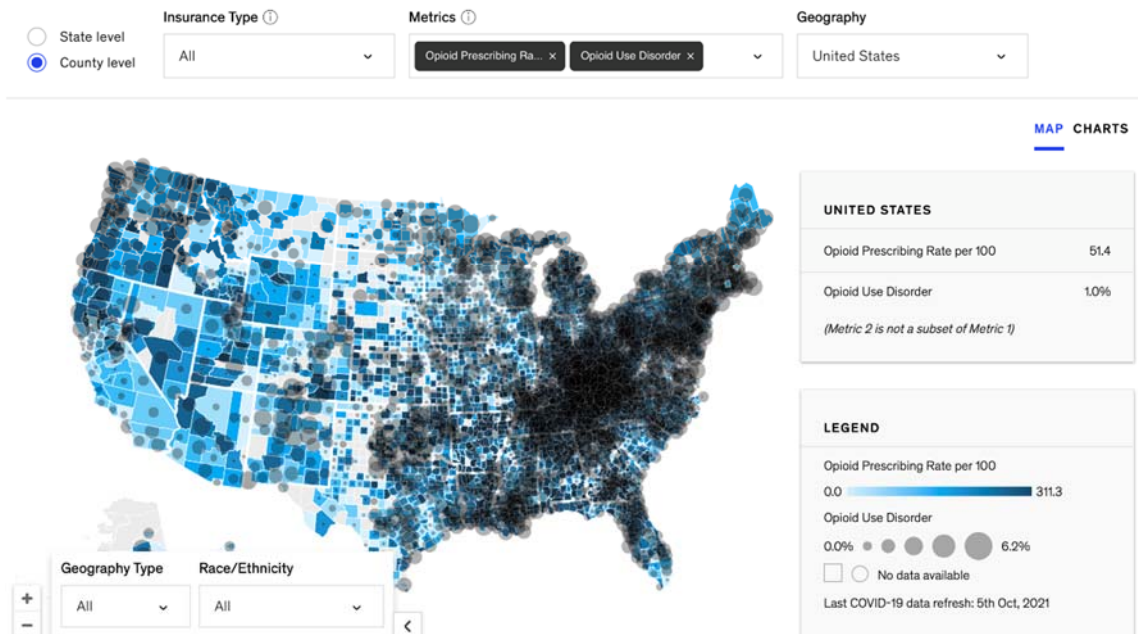 State level
County level
Insurance Type ⓘ
All
Metrics ⓘ
Opioid Prescribing Ra... ×
Opioid Use Disorder ×
Geography
United States
MAP CHARTS
UNITED STATES
Opioid Prescribing Rate per 100 51.4
Opioid Use Disorder 1.0%
(Metric 2 is not a subset of Metric 1)
LEGEND
Opioid Prescribing Rate per 100
0.0 311.3
Opioid Use Disorder
0.0% 6.2%
No data available
Last COVID-19 data refresh: 5th Oct, 2021
Geography Type
All
Race/Ethnicity
All
+
−